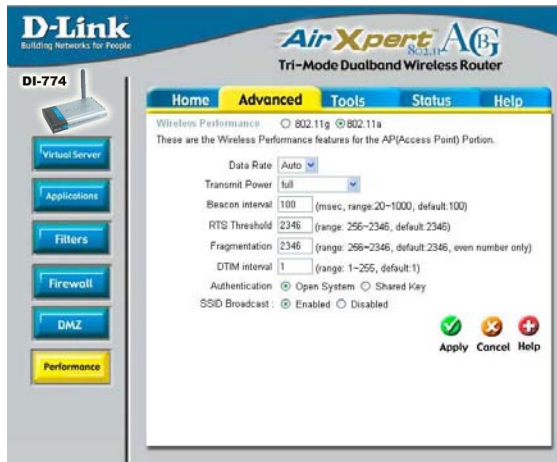 D-Link
Building Networks for People
Air Xpert 802.11 ABG
Tri-Mode Dualband Wireless Router
DI-774
Home Advanced Tools Status Help
Virtual Server
Applications
Filters
Firewall
DMZ
Performance
Wireless Performance 802.11g 802.11a
These are the Wireless Performance features for the AP(Access Point) Portion.
Data Rate Auto
Transmit Power full
Beacon interval 100 (msec, range:20~1000, default:100)
RTS Threshold 2346 (range: 256~2346, default:2346)
Fragmentation 2346 (range: 256~2346, default:2346, even number only)
DTIM interval 1 (range: 1~255, default:1)
Authentication Open System Shared Key
SSID Broadcast : Enabled Disabled
Apply Cancel Help